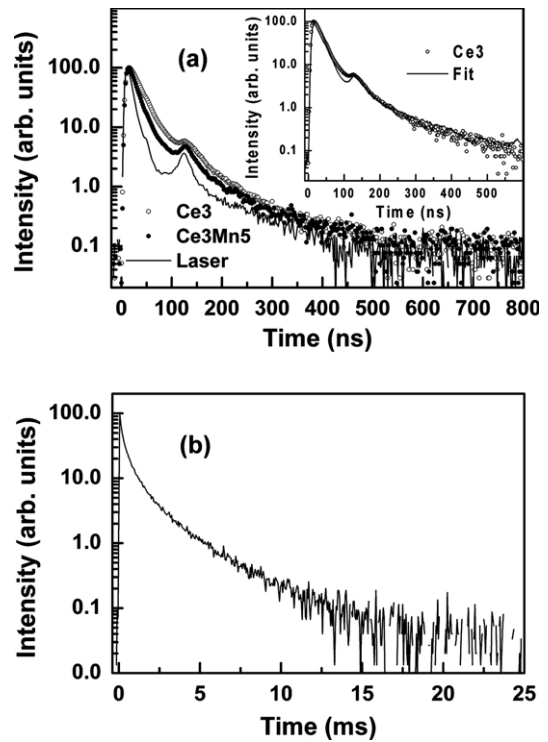 (a)
Intensity (arb. units)
100.0
10.0
1.0
0.1
Ce3
Ce3Mn5
Laser
0 100 200 300 400 500 600 700 800
Time (ns)
Intensity (arb. units)
100.0
10.0
1.0
0.1
Ce3
Fit
0 100 200 300 400 500
Time (ns)
(b)
Intensity (arb. units)
100.0
10.0
1.0
0.1
0.0
0 5 10 15 20 25
Time (ms)